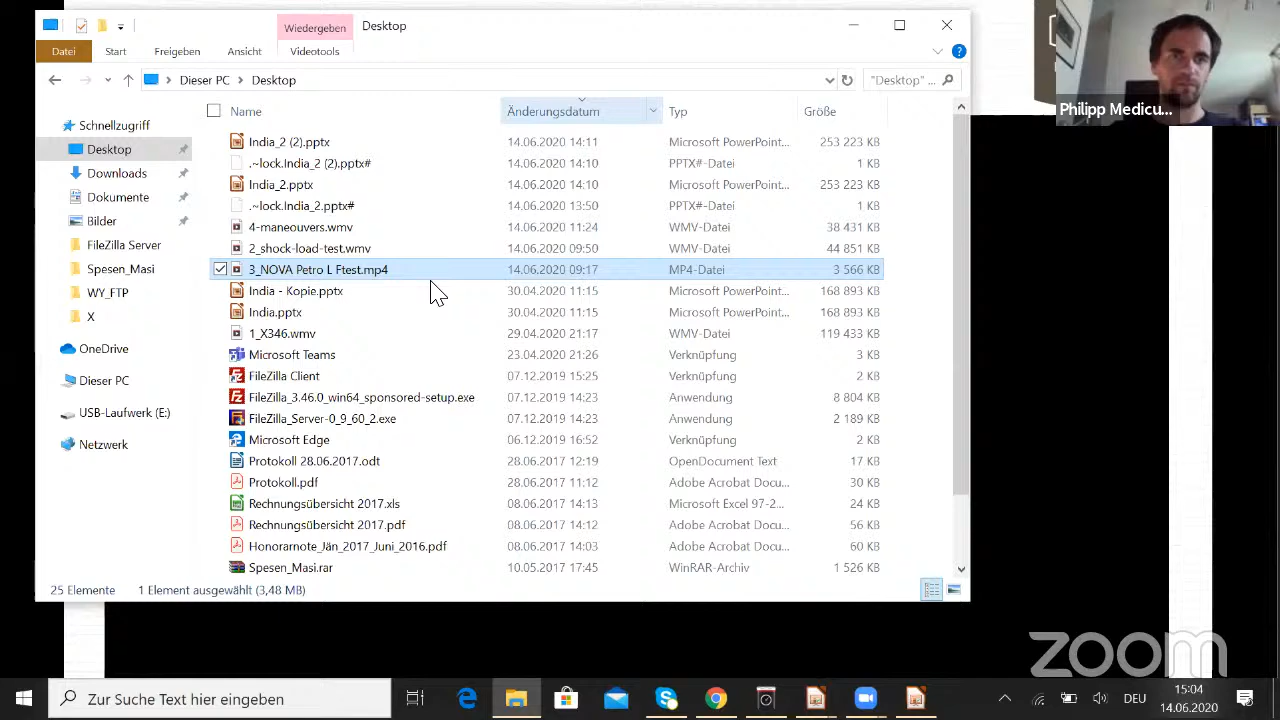 Wiedergeben Desktop
Datei Start Freigeben Ansicht Videotools
Dieser PC Desktop "Desktop" ...
Philipp Medicu...
Name Änderungsdatum Typ Größe
Schnellzugriff
Desktop
Downloads
Dokumente
Bilder
FileZilla Server
Spesen_Masi
WY_FTP
X
OneDrive
Dieser PC
USB-Laufwerk (E:)
Netzwerk
India_2 (2).pptx 14.06.2020 14:11 Microsoft PowerPoint... 253 223 KB
.~lock.India_2 (2).pptx# 14.06.2020 14:10 PPTX#-Datei 1 KB
India_2.pptx 14.06.2020 14:10 Microsoft PowerPoint... 253 223 KB
.~lock.India_2.pptx# 14.06.2020 13:50 PPTX#-Datei 1 KB
4-maneouvers.wmv 14.06.2020 11:24 WMV-Datei 38 431 KB
2_shock-load-test.wmv 14.06.2020 09:50 WMV-Datei 44 851 KB
3_NOVA Petro L Ftest.mp4 14.06.2020 09:17 MP4-Datei 3 566 KB
India - Kopie.pptx 30.04.2020 11:15 Microsoft PowerPoint... 168 893 KB
India.pptx 30.04.2020 11:15 Microsoft PowerPoint... 168 893 KB
1_X346.wmv 29.04.2020 21:17 WMV-Datei 119 433 KB
Microsoft Teams 23.04.2020 21:26 Verknüpfung 3 KB
FileZilla Client 07.12.2019 15:25 Verknüpfung 2 KB
FileZilla_3.46.0_win64_sponsored-setup.exe 07.12.2019 14:23 Anwendung 8 804 KB
FileZilla_Server-0_9_60_2.exe 07.12.2019 14:23 Anwendung 2 189 KB
Microsoft Edge 06.12.2019 16:52 Verknüpfung 2 KB
Protokoll 28.06.2017.odt 28.06.2017 12:19 OpenDocument Text 17 KB
Protokoll.pdf 28.06.2017 11:12 Adobe Acrobat Docu... 30 KB
Rechnungsübersicht 2017.xls 08.06.2017 14:13 Microsoft Excel 97-2... 24 KB
Rechnungsübersicht 2017.pdf 08.06.2017 14:12 Adobe Acrobat Docu... 56 KB
Honorarnote_Jän_2017_Juni_2016.pdf 08.06.2017 14:03 Adobe Acrobat Docu... 60 KB
Spesen_Masi.rar 10.05.2017 17:45 WinRAR-Archiv 1 526 KB
25 Elemente 1 Element ausgewählt (3,48 MB)
zoom
Zur Suche Text hier eingeben DEU 15:04
14.06.2020